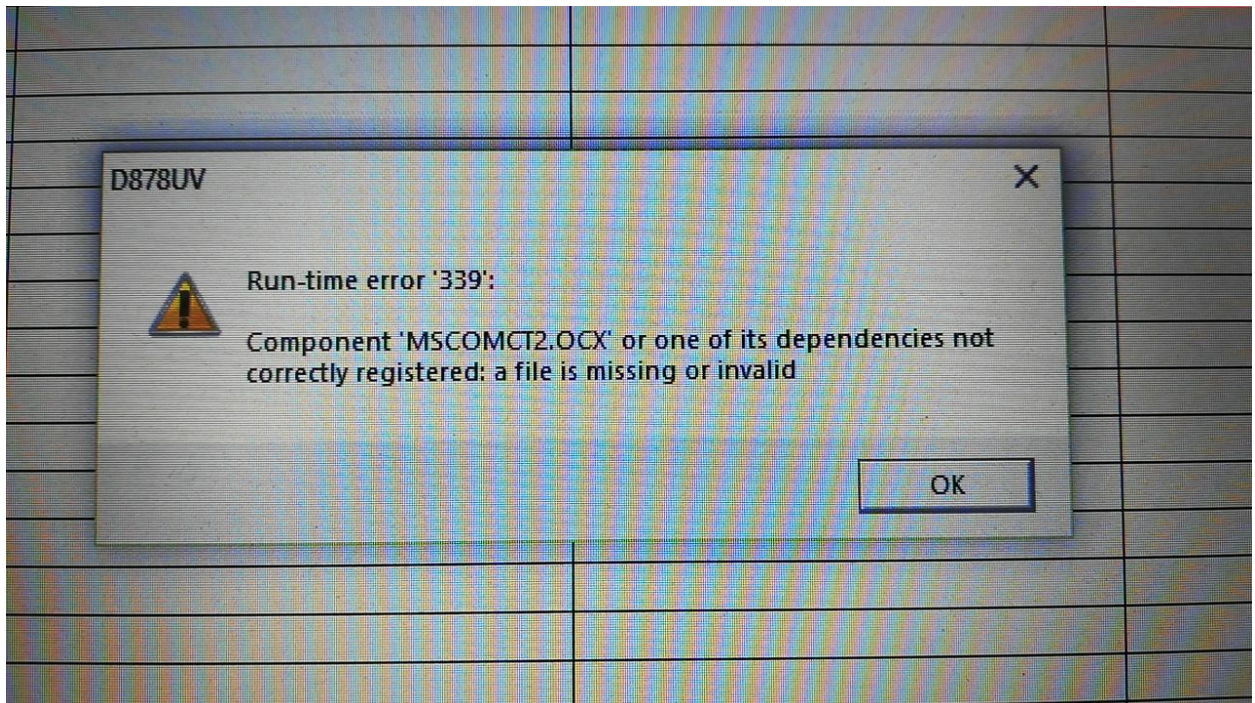 D878UV
Run-time error '339':
Component 'MSCOMCT2.OCX' or one of its dependencies not
correctly registered: a file is missing or invalid
OK